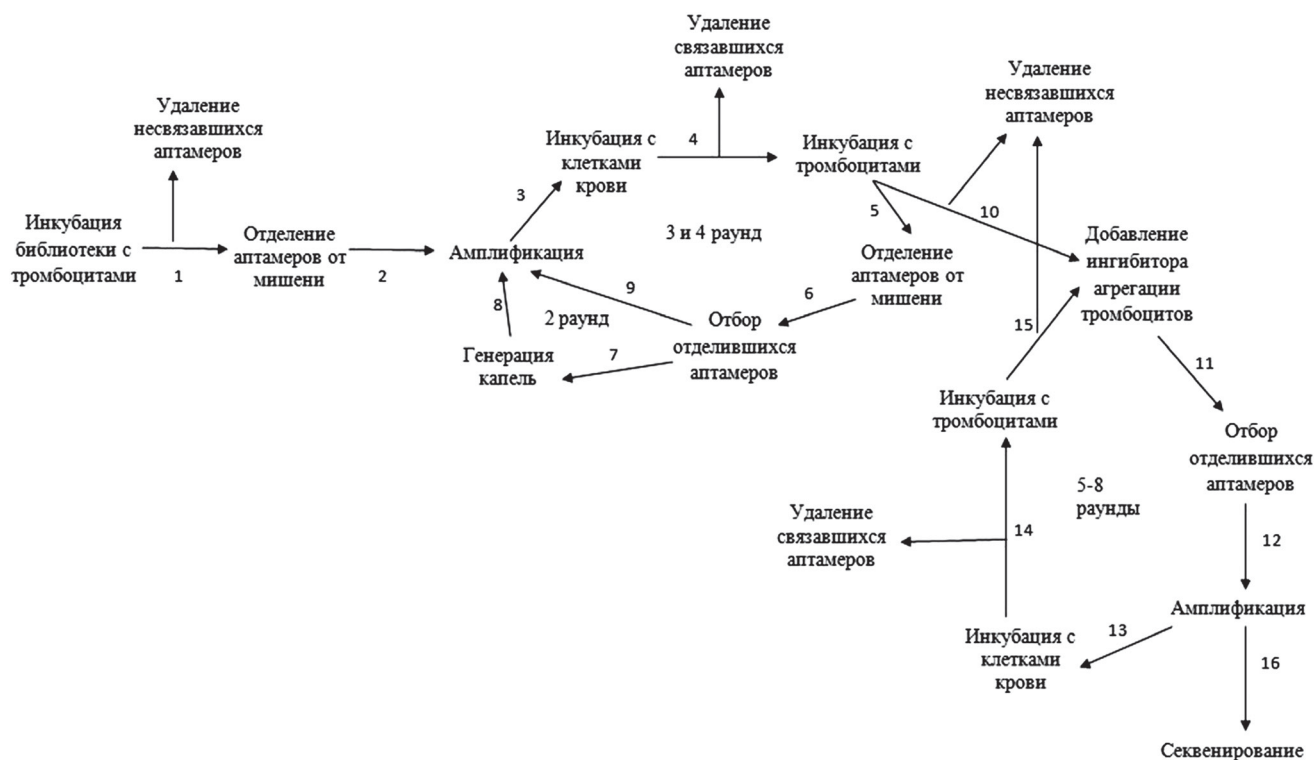 Удаление
связавшихся
аптамеров
Удаление
несвязавшихся
аптамеров
Удаление
несвязавшихся
аптамеров
Инкубация с
клетками
крови
4
Инкубация с
тромбоцитами
3
5
10
Инкубация
библиотеки с
тромбоцитами
1
Отделение
аптамеров от
мишени
2
Амплификация
3 и 4 раунд
Отделение
аптамеров от
мишени
Добавление
ингибитора
агрегации
тромбоцитов
8
9
6
2 раунд
Генерация
капель
7
Отбор
отделившихся
аптамеров
15
11
Инкубация с
тромбоцитами
Отбор
отделившихся
аптамеров
5-8
раунды
Удаление
связавшихся
аптамеров
14
12
Амплификация
Инкубация с
клетками
крови
13
16
Секвенирование